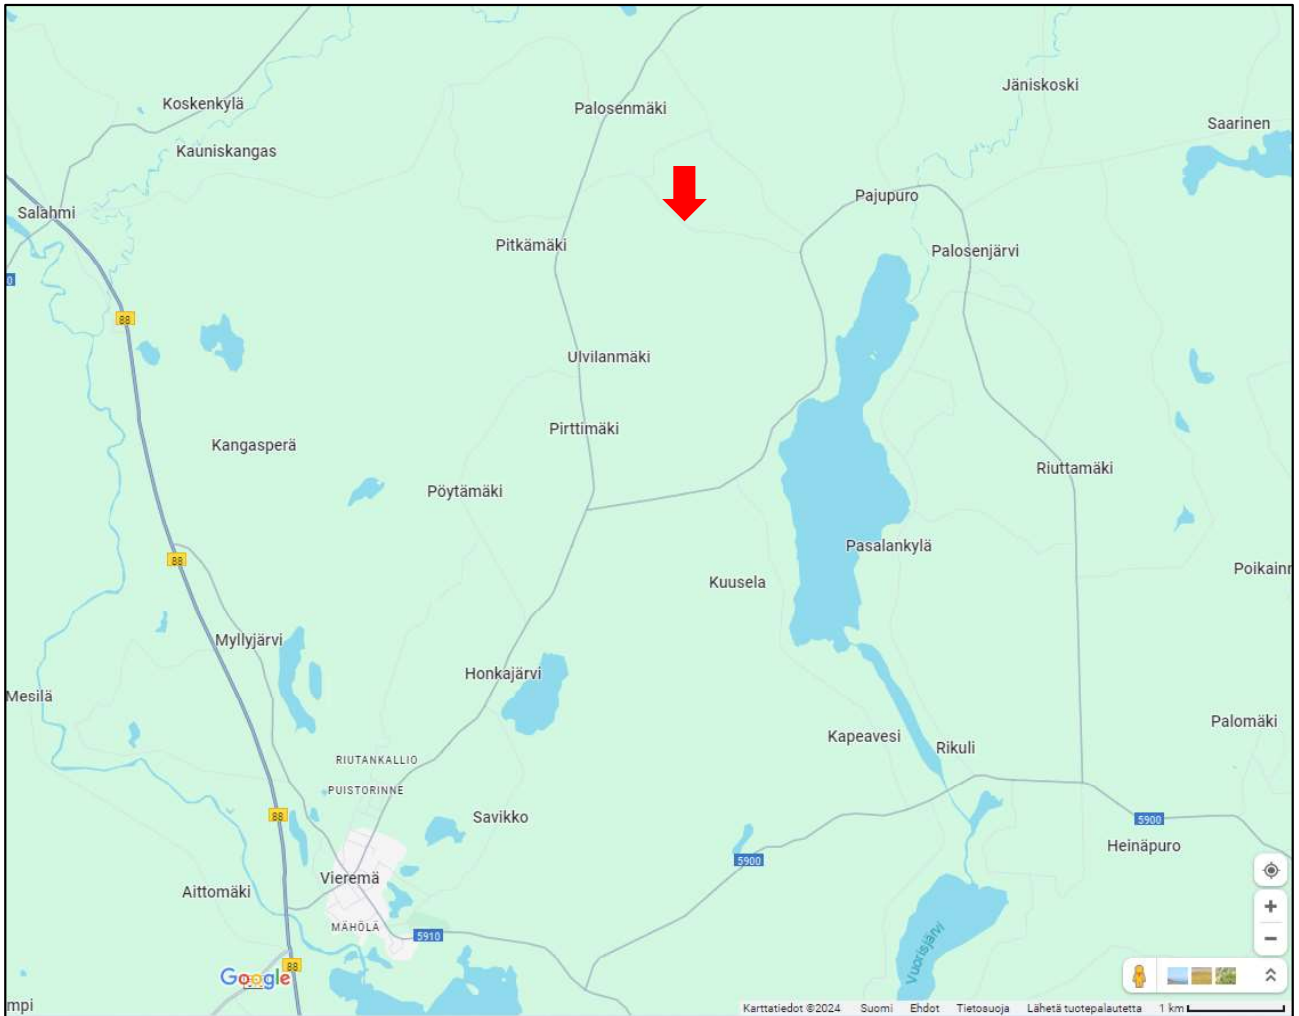 Jäniskoski
Koskenkylä
Palosenmäki
Saarinen
Kauniskangas
Pajupuro
Salahmi
Pitkämäki
Palosenjärvi
0
88
Ulvilanmäki
Pirttimäki
Kangasperä
Riuttamäki
Pöytämäki
Pasalankylä
88
Poikainn
Kuusela
Myllyjärvi
Honkajärvi
Mesilä
Palomäki
Kapeavesi
Rikuli
RIUTANKALLIO
PUISTORINNE
88
Savikko
5900
Heinäpuro
5900
Vieremä
Aittomäki
MÄHÖLÄ
5910
Vuorisjärvi
88
Google
mpi
Karttatiedot ©2024 Suomi Ehdot Tietosuoja Lähetä tuotepalautetta 1 km